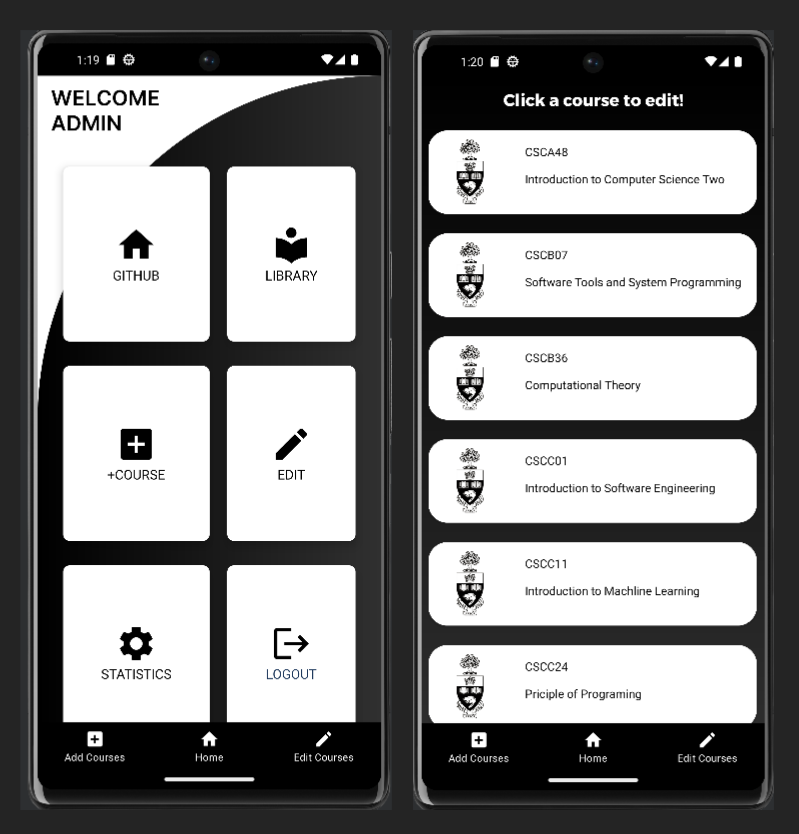 1:19
WELCOME
ADMIN
GITHUB
LIBRARY
+COURSE
EDIT
STATISTICS
LOGOUT
Add Courses
Home
Edit Courses
1:20
Click a course to edit!
CSCA48
Introduction to Computer Science Two
CSCB07
Software Tools and System Programming
CSCB36
Computational Theory
CSCC01
Introduction to Software Engineering
CSCC11
Introduction to Machline Learning
CSCC24
Priciple of Programing
Add Courses
Home
Edit Courses